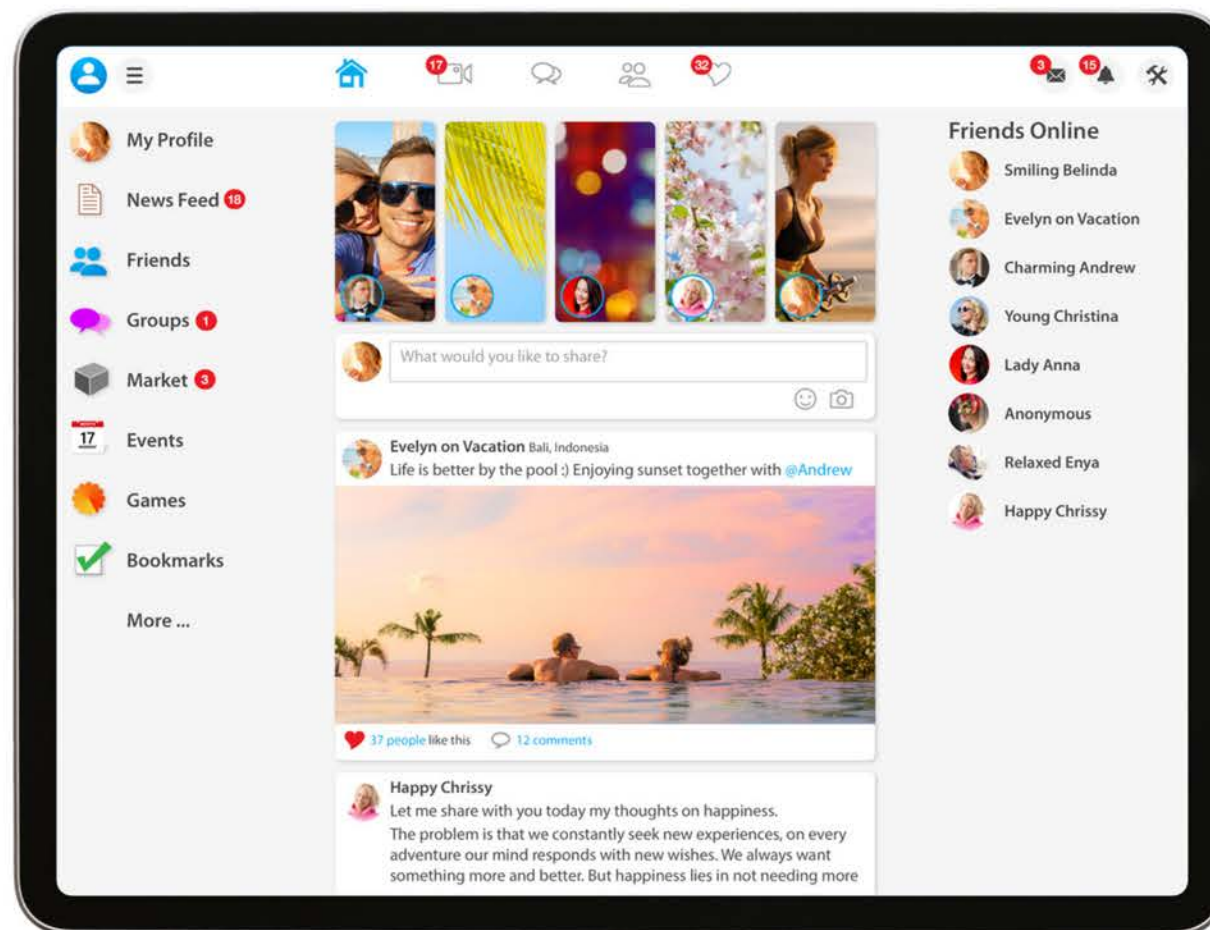 17
32
3
15
My Profile
News Feed 18
Friends
Groups 1
Market 3
17
Events
Games
Bookmarks
More ...
What would you like to share?
Evelyn on Vacation Bali, Indonesia
Life is better by the pool :) Enjoying sunset together with @Andrew
37 people like this 12 comments
Happy Chrissy
Let me share with you today my thoughts on happiness.
The problem is that we constantly seek new experiences, on every
adventure our mind responds with new wishes. We always want
something more and better. But happiness lies in not needing more
Friends Online
Smiling Belinda
Evelyn on Vacation
Charming Andrew
Young Christina
Lady Anna
Anonymous
Relaxed Enya
Happy Chrissy